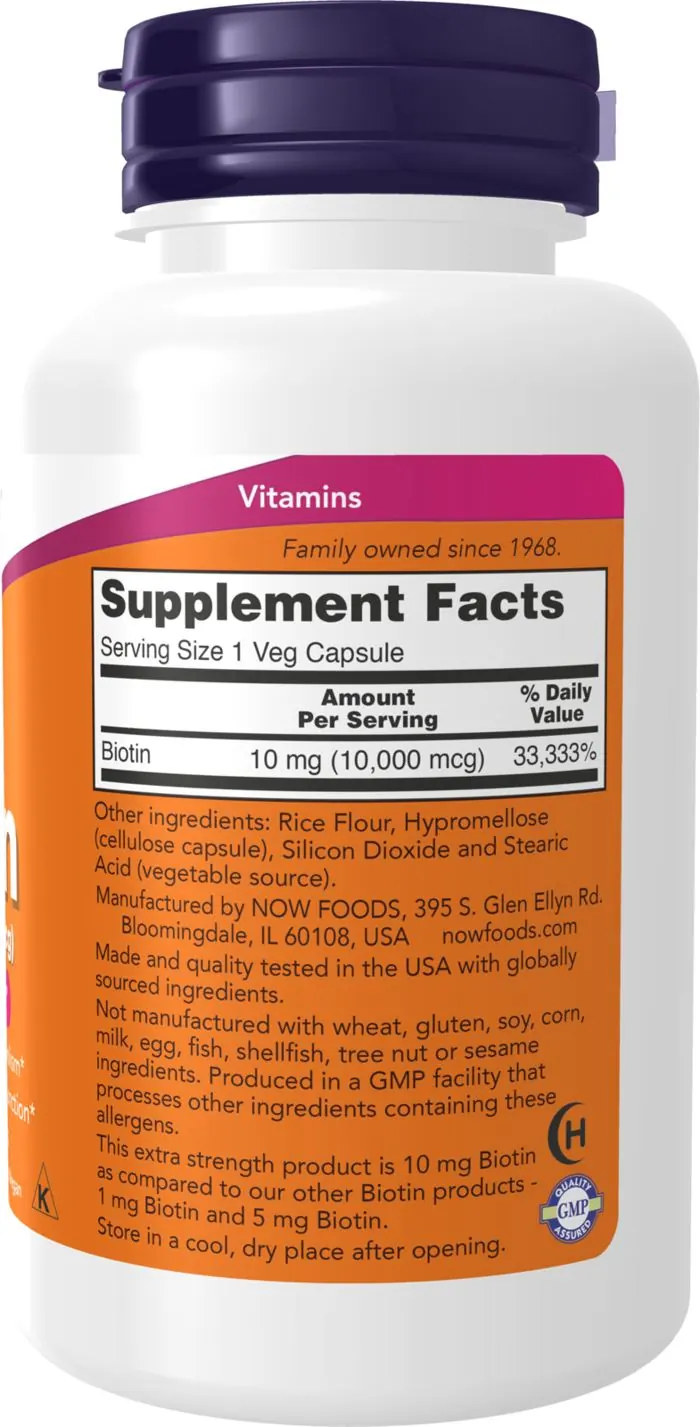 Vitamins
Family owned since 1968.
Supplement Facts
Serving Size 1 Veg Capsule
Amount Per Serving
% Daily Value
Biotin 10 mg (10,000 mcg) 33,333%
Other ingredients: Rice Flour, Hypromellose
(cellulose capsule), Silicon Dioxide and Stearic
Acid (vegetable source).
Manufactured by NOW FOODS, 395 S. Glen Ellyn Rd.
Bloomingdale, IL 60108, USA nowfoods.com
Made and quality tested in the USA with globally
sourced ingredients.
Not manufactured with wheat, gluten, soy, corn,
milk, egg, fish, shellfish, tree nut or sesame
ingredients. Produced in a GMP facility that
processes other ingredients containing these
allergens.
This extra strength product is 10 mg Biotin
as compared to our other Biotin products -
1 mg Biotin and 5 mg Biotin.
Store in a cool, dry place after opening.
H
QUALITY
GMP
ASSURED
K